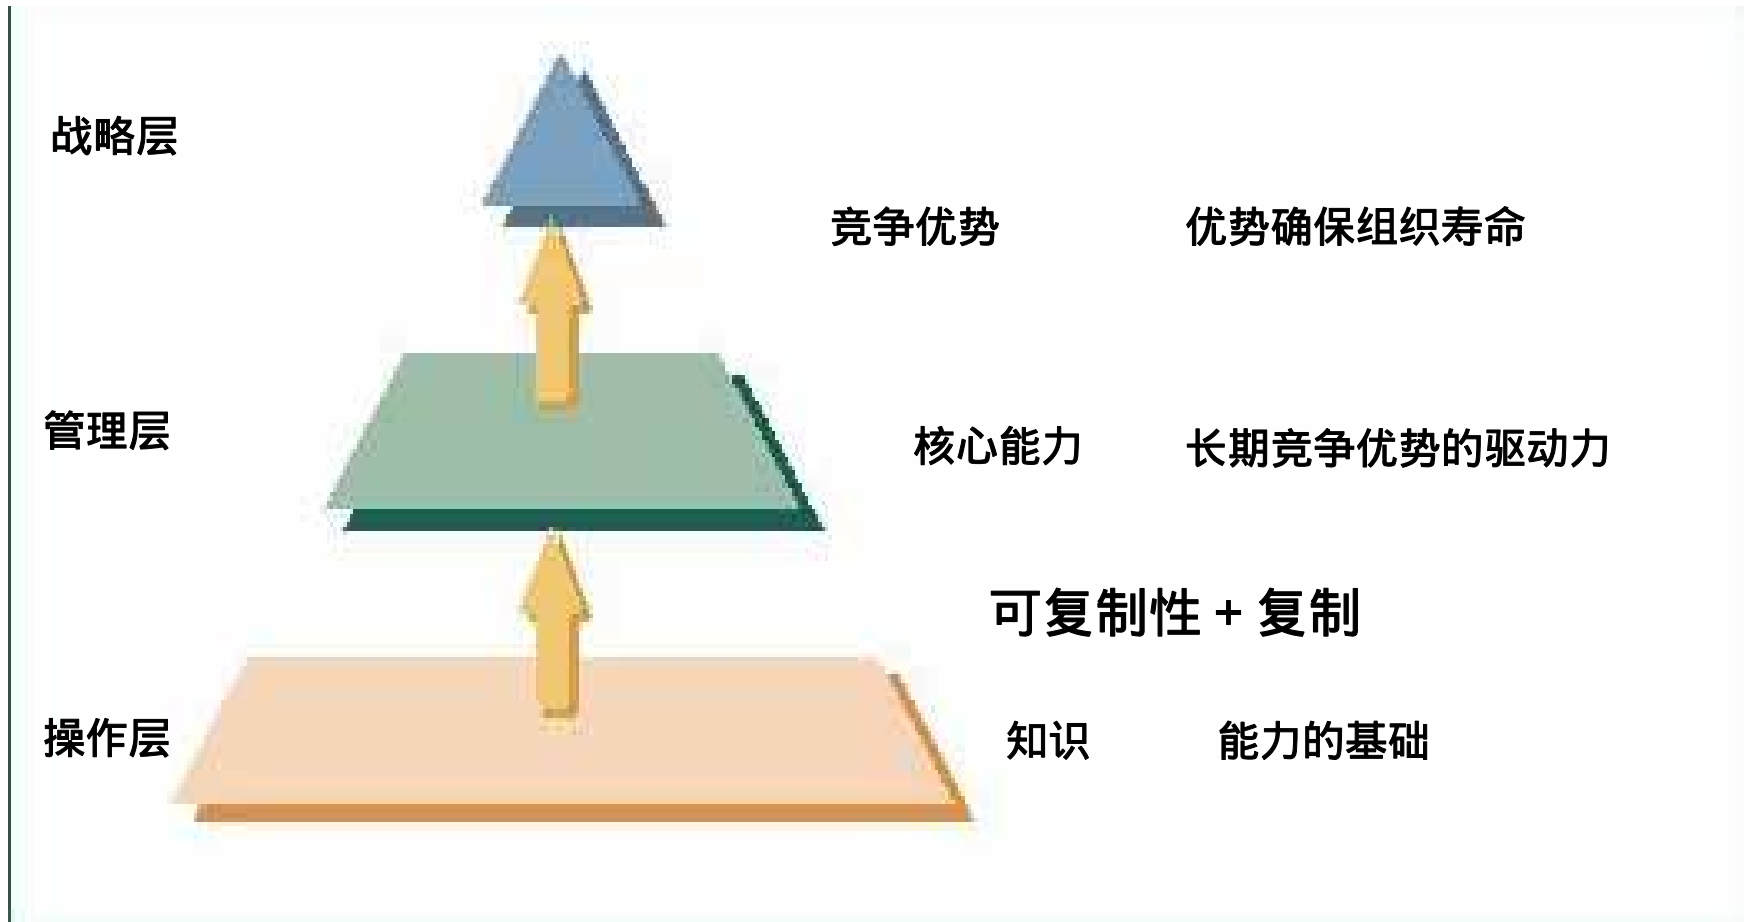 战略层
竞争优势 优势确保组织寿命
管理层 核心能力 长期竞争优势的驱动力
可复制性 + 复制
操作层 知识 能力的基础